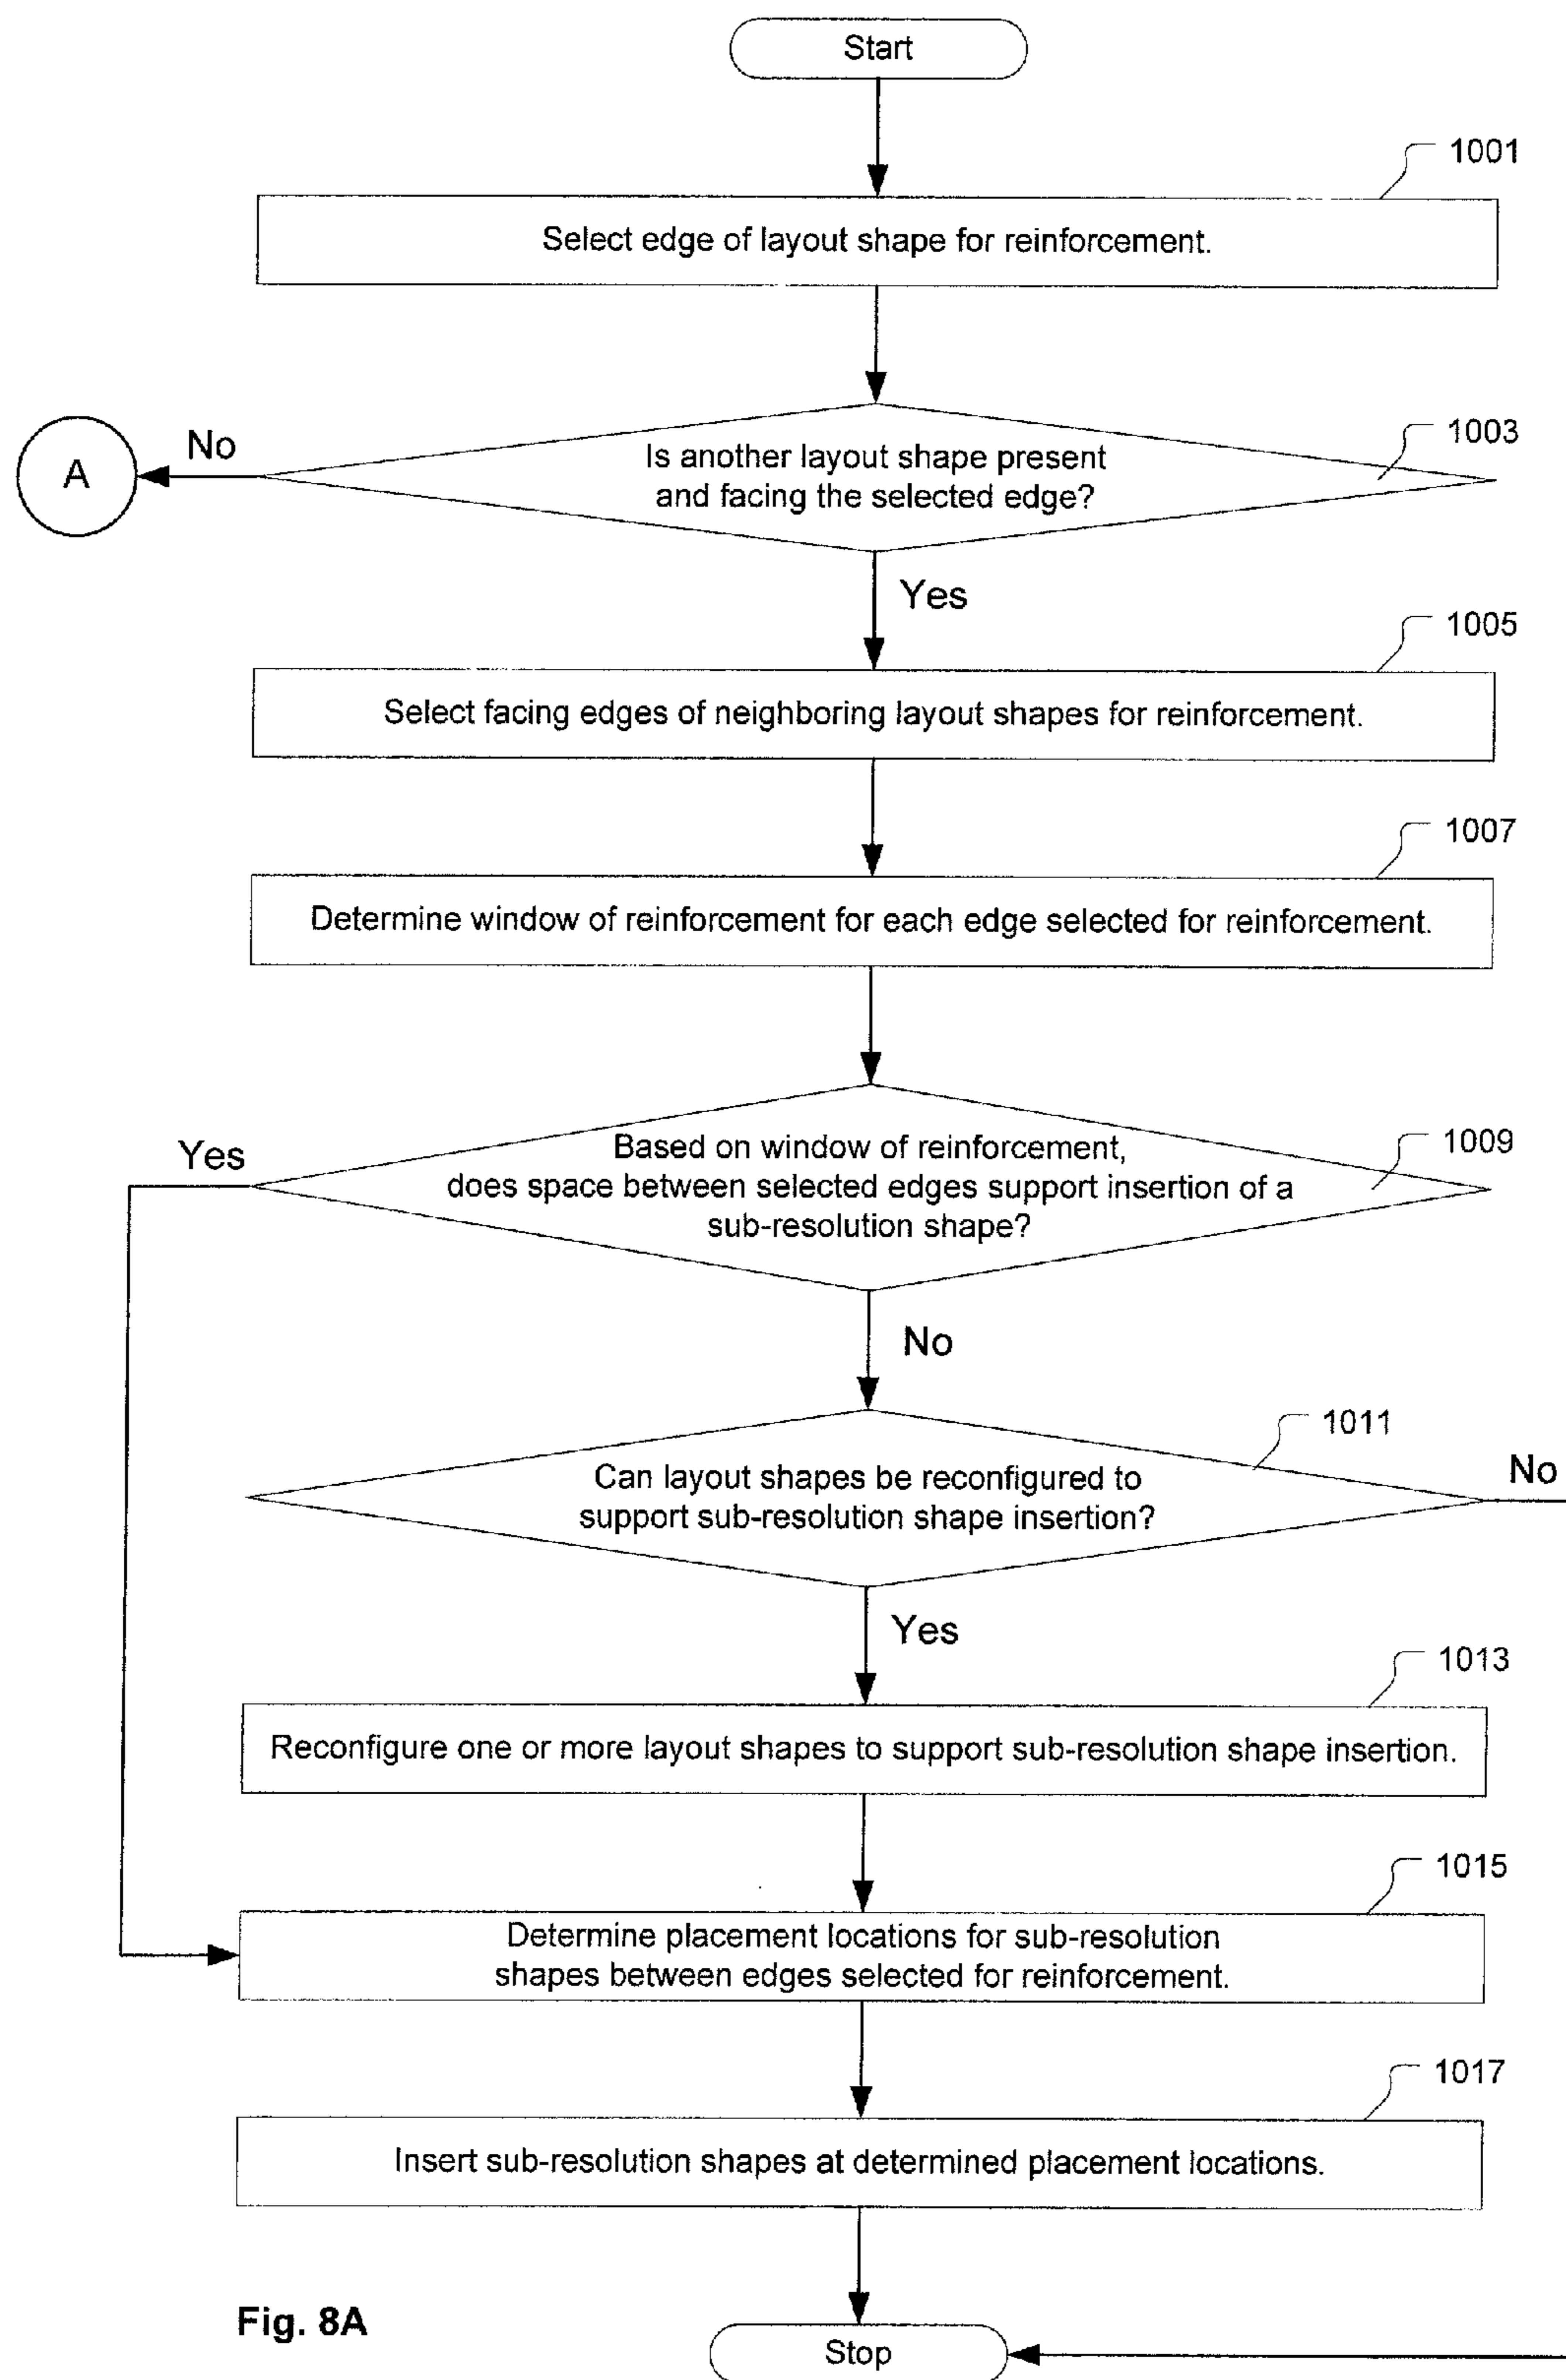 Start
1001
Select edge of layout shape for reinforcement.
1003
No
A
Is another layout shape present
and facing the selected edge?
Yes
1005
Select facing edges of neighboring layout shapes for reinforcement.
1007
Determine window of reinforcement for each edge selected for reinforcement.
1009
Yes
Based on window of reinforcement,
does space between selected edges support insertion of a
sub-resolution shape?
No
1011
No
Can layout shapes be reconfigured to
support sub-resolution shape insertion?
Yes
1013
Reconfigure one or more layout shapes to support sub-resolution shape insertion.
1015
Determine placement locations for sub-resolution
shapes between edges selected for reinforcement.
1017
Insert sub-resolution shapes at determined placement locations.
Fig. 8A
Stop